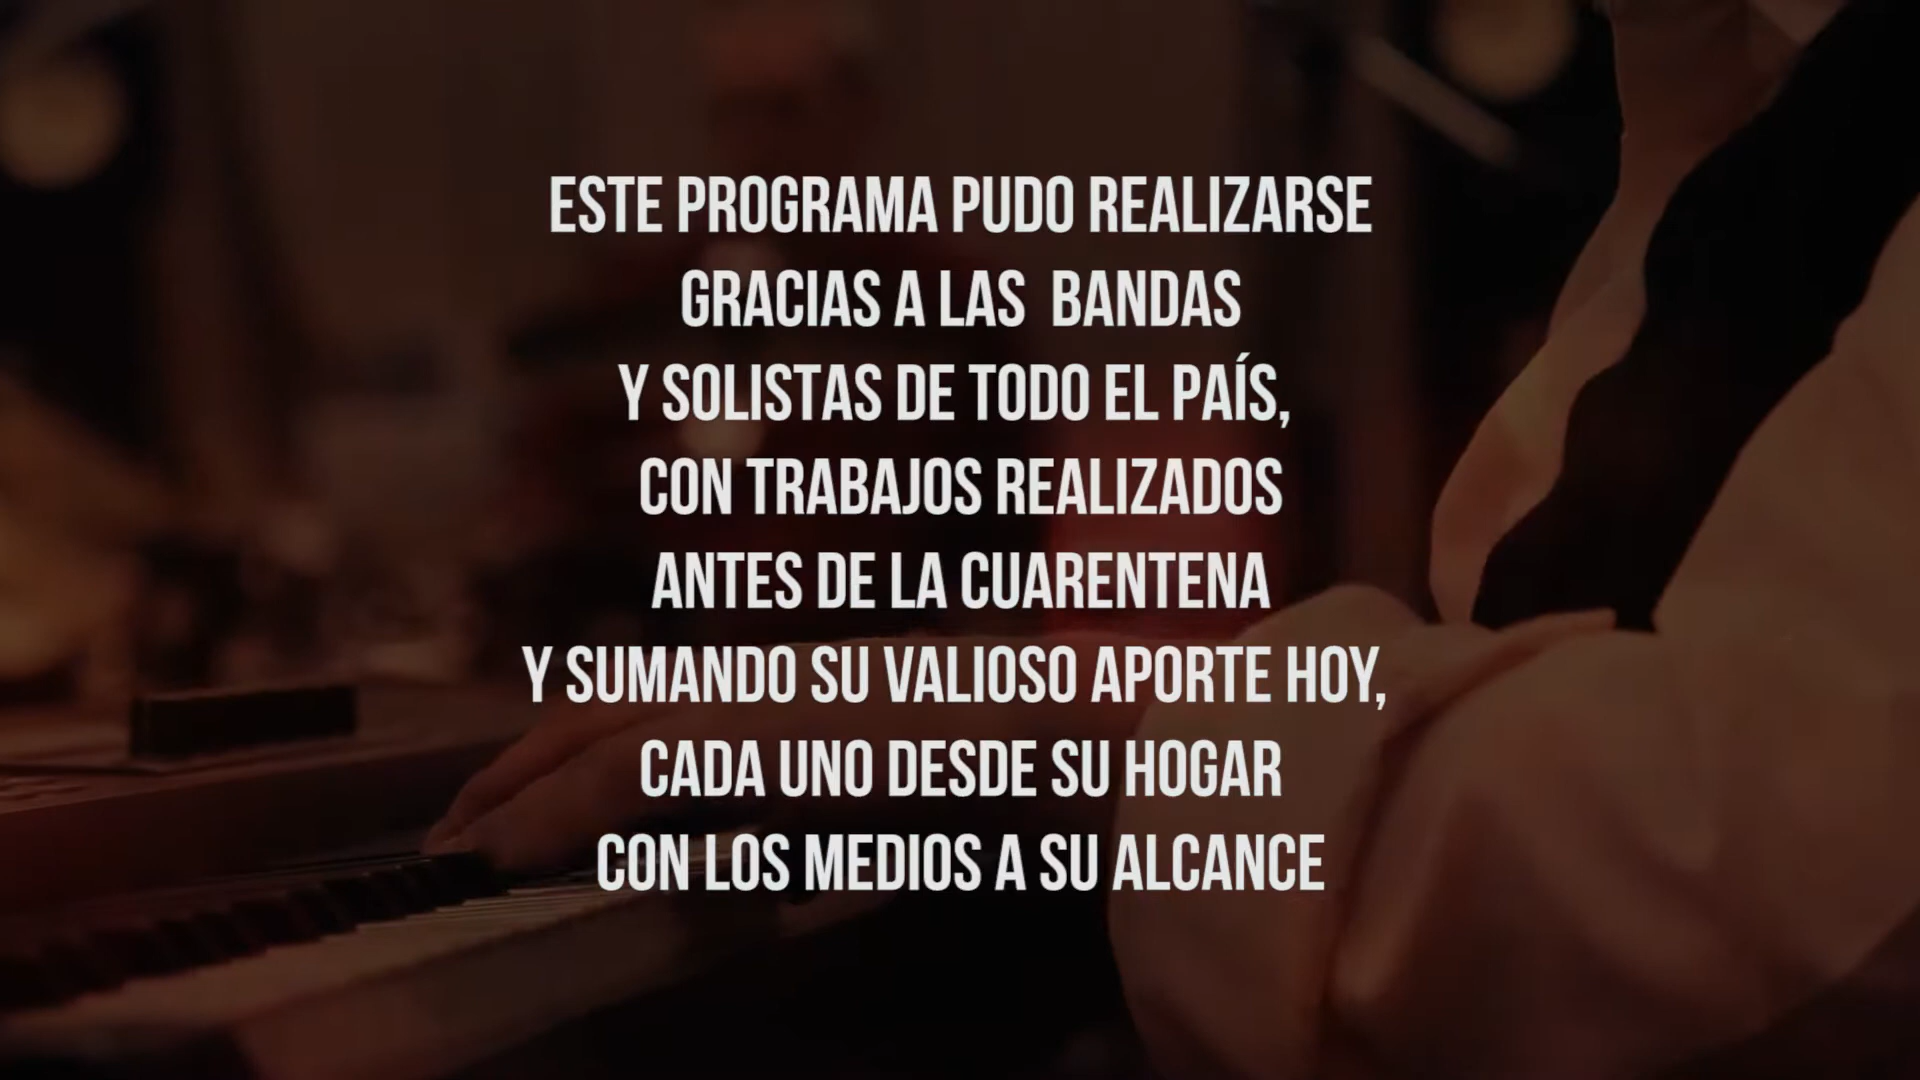 ESTE PROGRAMA PUDO REALIZARSE
GRACIAS A LAS  BANDAS
Y SOLISTAS DE TODO EL PAÍS,
CON TRABAJOS REALIZADOS
ANTES DE LA CUARENTENA
Y SUMANDO SU VALIOSO APORTE HOY,
CADA UNO DESDE SU HOGAR
CON LOS MEDIOS A SU ALCANCE